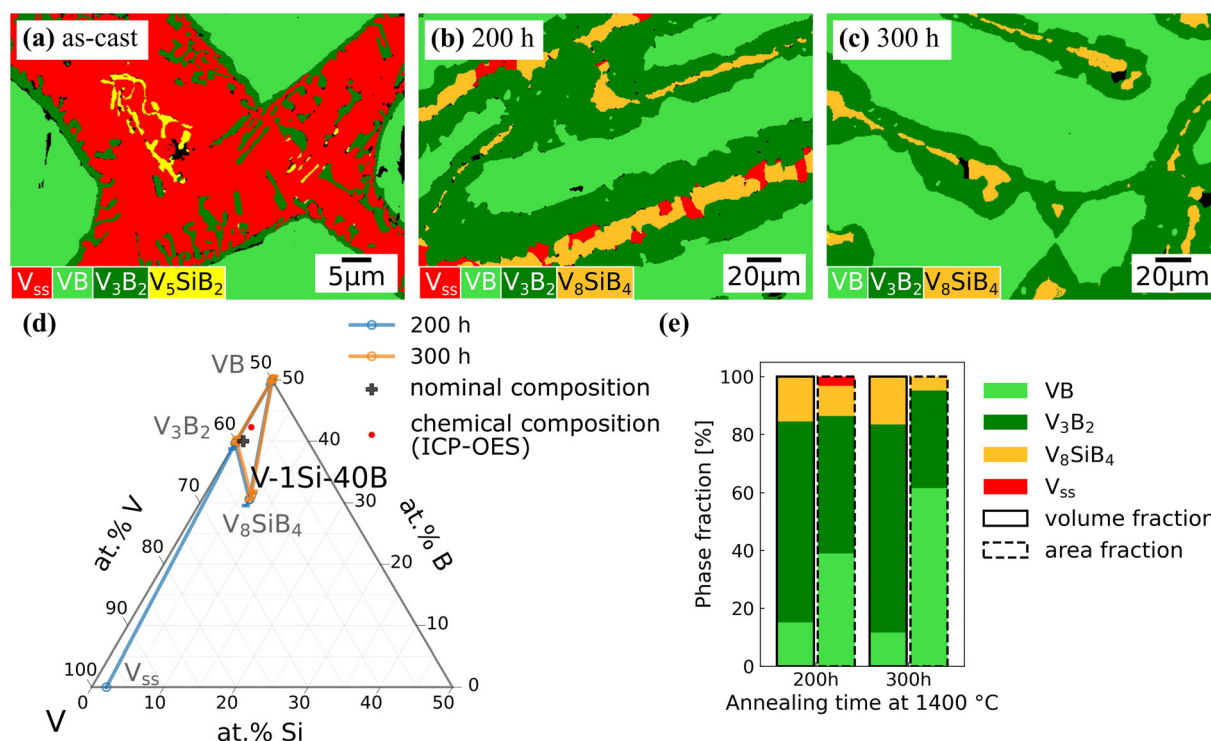 (a) as-cast
Vss VB V3B2 V5SiB2
5μm
(b) 200 h
Vss VB V3B2 V8SiB4
20μm
(c) 300 h
VB V3B2 V8SiB4
20μm
(d)
200 h
300 h
nominal composition
chemical composition
(ICP-OES)
VB
50
50
V3B2
60
40
V-1Si-40B
70
30
V8SiB4
at.% V
at.% B
80
20
90
10
100
Vss
0
V
0
10
20
30
40
50
at.% Si
(e)
Phase fraction [%]
100
80
60
40
20
0
200h
300h
Annealing time at 1400 °C
VB
V3B2
V8SiB4
Vss
volume fraction
area fraction